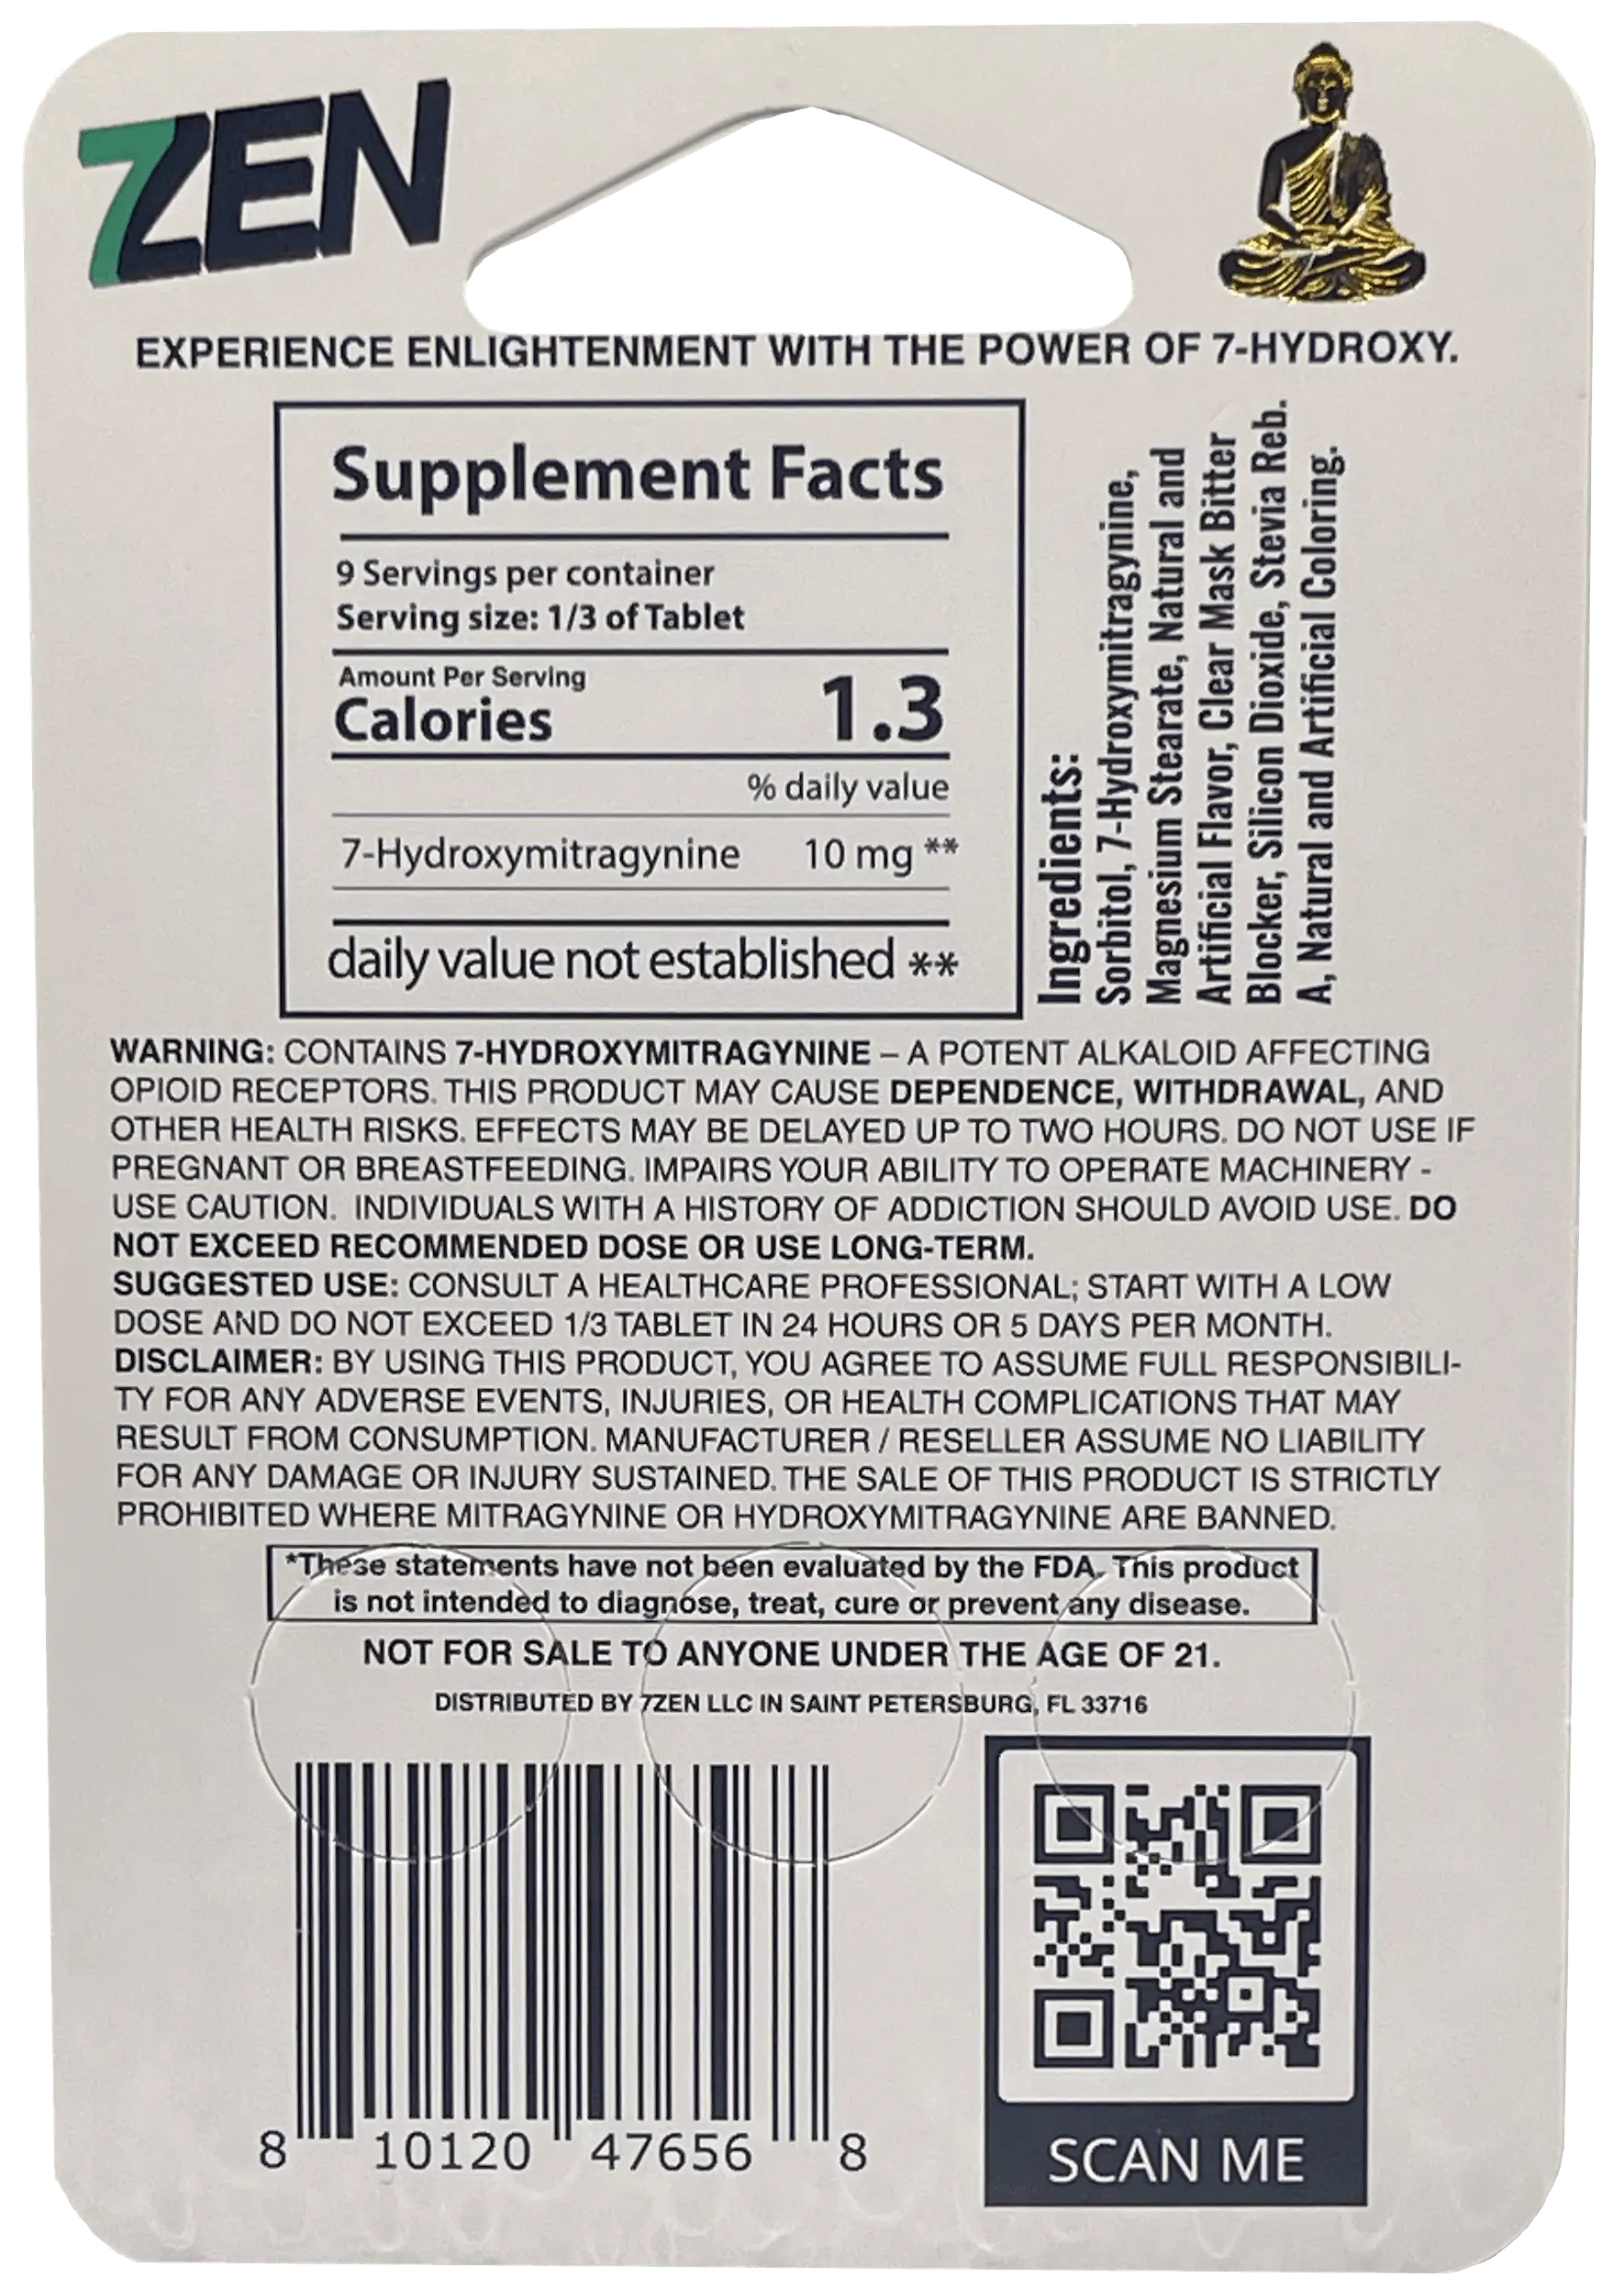 7ZEN
EXPERIENCE ENLIGHTENMENT WITH THE POWER OF 7-HYDROXY.
Supplement Facts
9 Servings per container
Serving size: 1/3 of Tablet
Amount Per Serving
Calories 1.3
% daily value
7-Hydroxymitragynine 10 mg **
daily value not established **
Ingredients:
Sorbitol, 7-Hydroxymitragynine,
Magnesium Stearate, Natural and
Artificial Flavor, Clear Mask Bitter
Blocker, Silicon Dioxide, Stevia Reb.
A, Natural and Artificial Coloring.
WARNING: CONTAINS 7-HYDROXYMITRAGYNINE – A POTENT ALKALOID AFFECTING
OPIOID RECEPTORS. THIS PRODUCT MAY CAUSE DEPENDENCE, WITHDRAWAL, AND
OTHER HEALTH RISKS. EFFECTS MAY BE DELAYED UP TO TWO HOURS. DO NOT USE IF
PREGNANT OR BREASTFEEDING. IMPAIRS YOUR ABILITY TO OPERATE MACHINERY -
USE CAUTION. INDIVIDUALS WITH A HISTORY OF ADDICTION SHOULD AVOID USE. DO
NOT EXCEED RECOMMENDED DOSE OR USE LONG-TERM.
SUGGESTED USE: CONSULT A HEALTHCARE PROFESSIONAL; START WITH A LOW
DOSE AND DO NOT EXCEED 1/3 TABLET IN 24 HOURS OR 5 DAYS PER MONTH.
DISCLAIMER: BY USING THIS PRODUCT, YOU AGREE TO ASSUME FULL RESPONSIBILI-
TY FOR ANY ADVERSE EVENTS, INJURIES, OR HEALTH COMPLICATIONS THAT MAY
RESULT FROM CONSUMPTION. MANUFACTURER / RESELLER ASSUME NO LIABILITY
FOR ANY DAMAGE OR INJURY SUSTAINED. THE SALE OF THIS PRODUCT IS STRICTLY
PROHIBITED WHERE MITRAGYNINE OR HYDROXYMITRAGYNINE ARE BANNED.
*These statements have not been evaluated by the FDA. This product
is not intended to diagnose, treat, cure or prevent any disease.
NOT FOR SALE TO ANYONE UNDER THE AGE OF 21.
DISTRIBUTED BY 7ZEN LLC IN SAINT PETERSBURG, FL 33716
8 10120 47656 8
SCAN ME